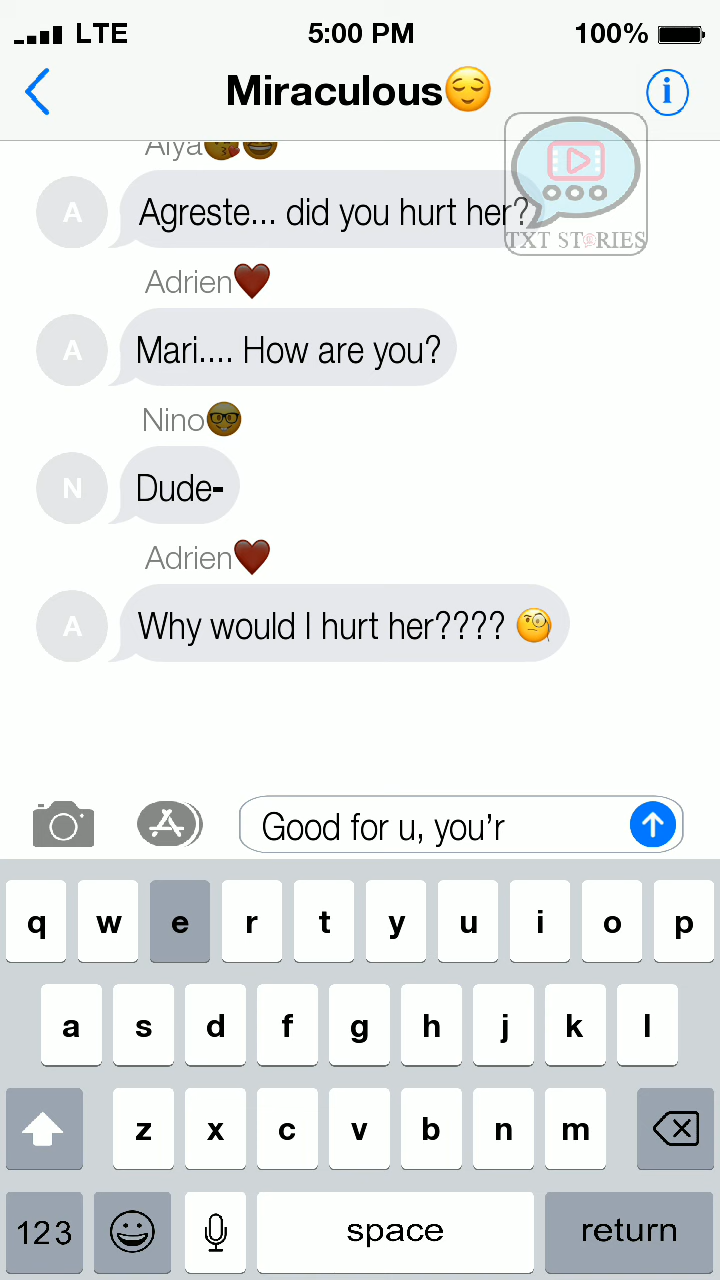 LTE 5:00 PM 100%
Miraculous😌
i
Alya😘😄
TXT STORIES
A Agreste... did you hurt her?
Adrien❤️
A Mari.... How are you?
Nino🤓
N Dude-
Adrien❤️
A Why would I hurt her???? 🧐
Good for u, you’r
q w e r t y u i o p
a s d f g h j k l
z x c v b n m
123 space return